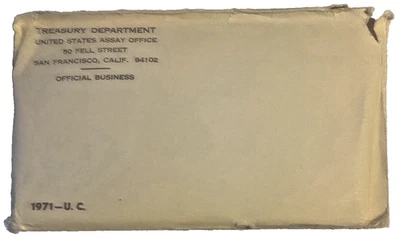 TREASURY DEPARTMENT
UNITED STATES ASSAY OFFICE
50 FELL STREET
SAN FRANCISCO, CALIF. 94102
OFFICIAL BUSINESS
1971-U. C.